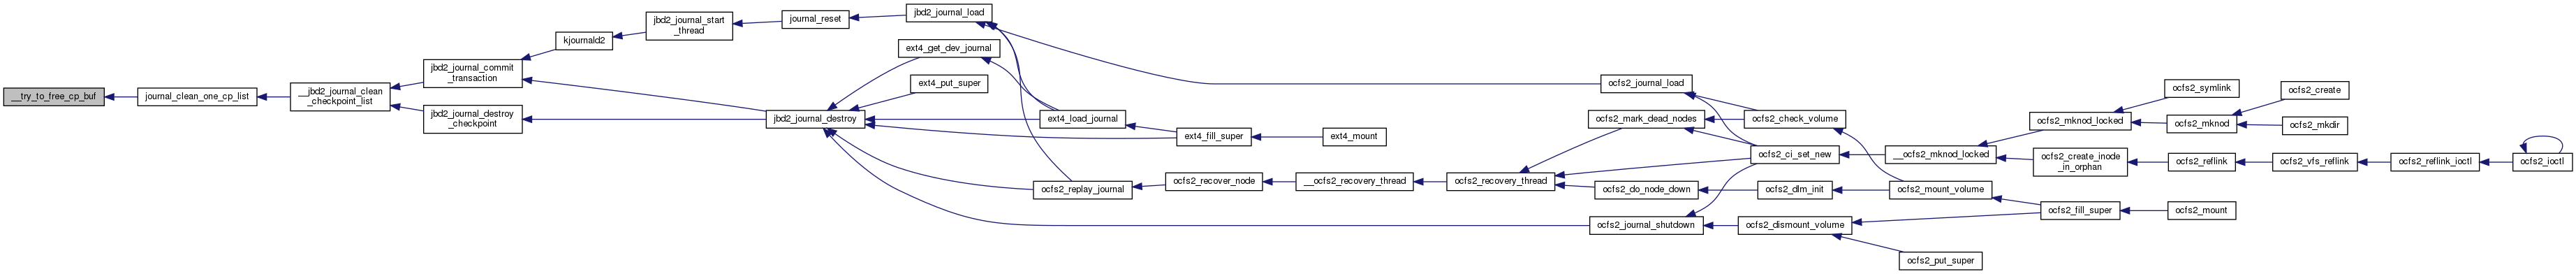 __try_to_free_cp_buf
journal_clean_one_cp_list
__jbd2_journal_clean
_checkpoint_list
jbd2_journal_commit
_transaction
jbd2_journal_destroy
_checkpoint
kjournald2
jbd2_journal_start
_thread
journal_reset
jbd2_journal_load
jbd2_journal_destroy
ext4_get_dev_journal
ext4_put_super
ext4_load_journal
ext4_fill_super
ext4_mount
ocfs2_replay_journal
ocfs2_recover_node
__ocfs2_recovery_thread
ocfs2_recovery_thread
ocfs2_journal_load
ocfs2_mark_dead_nodes
ocfs2_do_node_down
ocfs2_journal_shutdown
ocfs2_check_volume
ocfs2_ci_set_new
ocfs2_dlm_init
ocfs2_dismount_volume
__ocfs2_mknod_locked
ocfs2_mount_volume
ocfs2_put_super
ocfs2_mknod_locked
ocfs2_create_inode
_in_orphan
ocfs2_fill_super
ocfs2_symlink
ocfs2_mknod
ocfs2_reflink
ocfs2_mount
ocfs2_create
ocfs2_mkdir
ocfs2_vfs_reflink
ocfs2_reflink_ioctl
ocfs2_ioctl